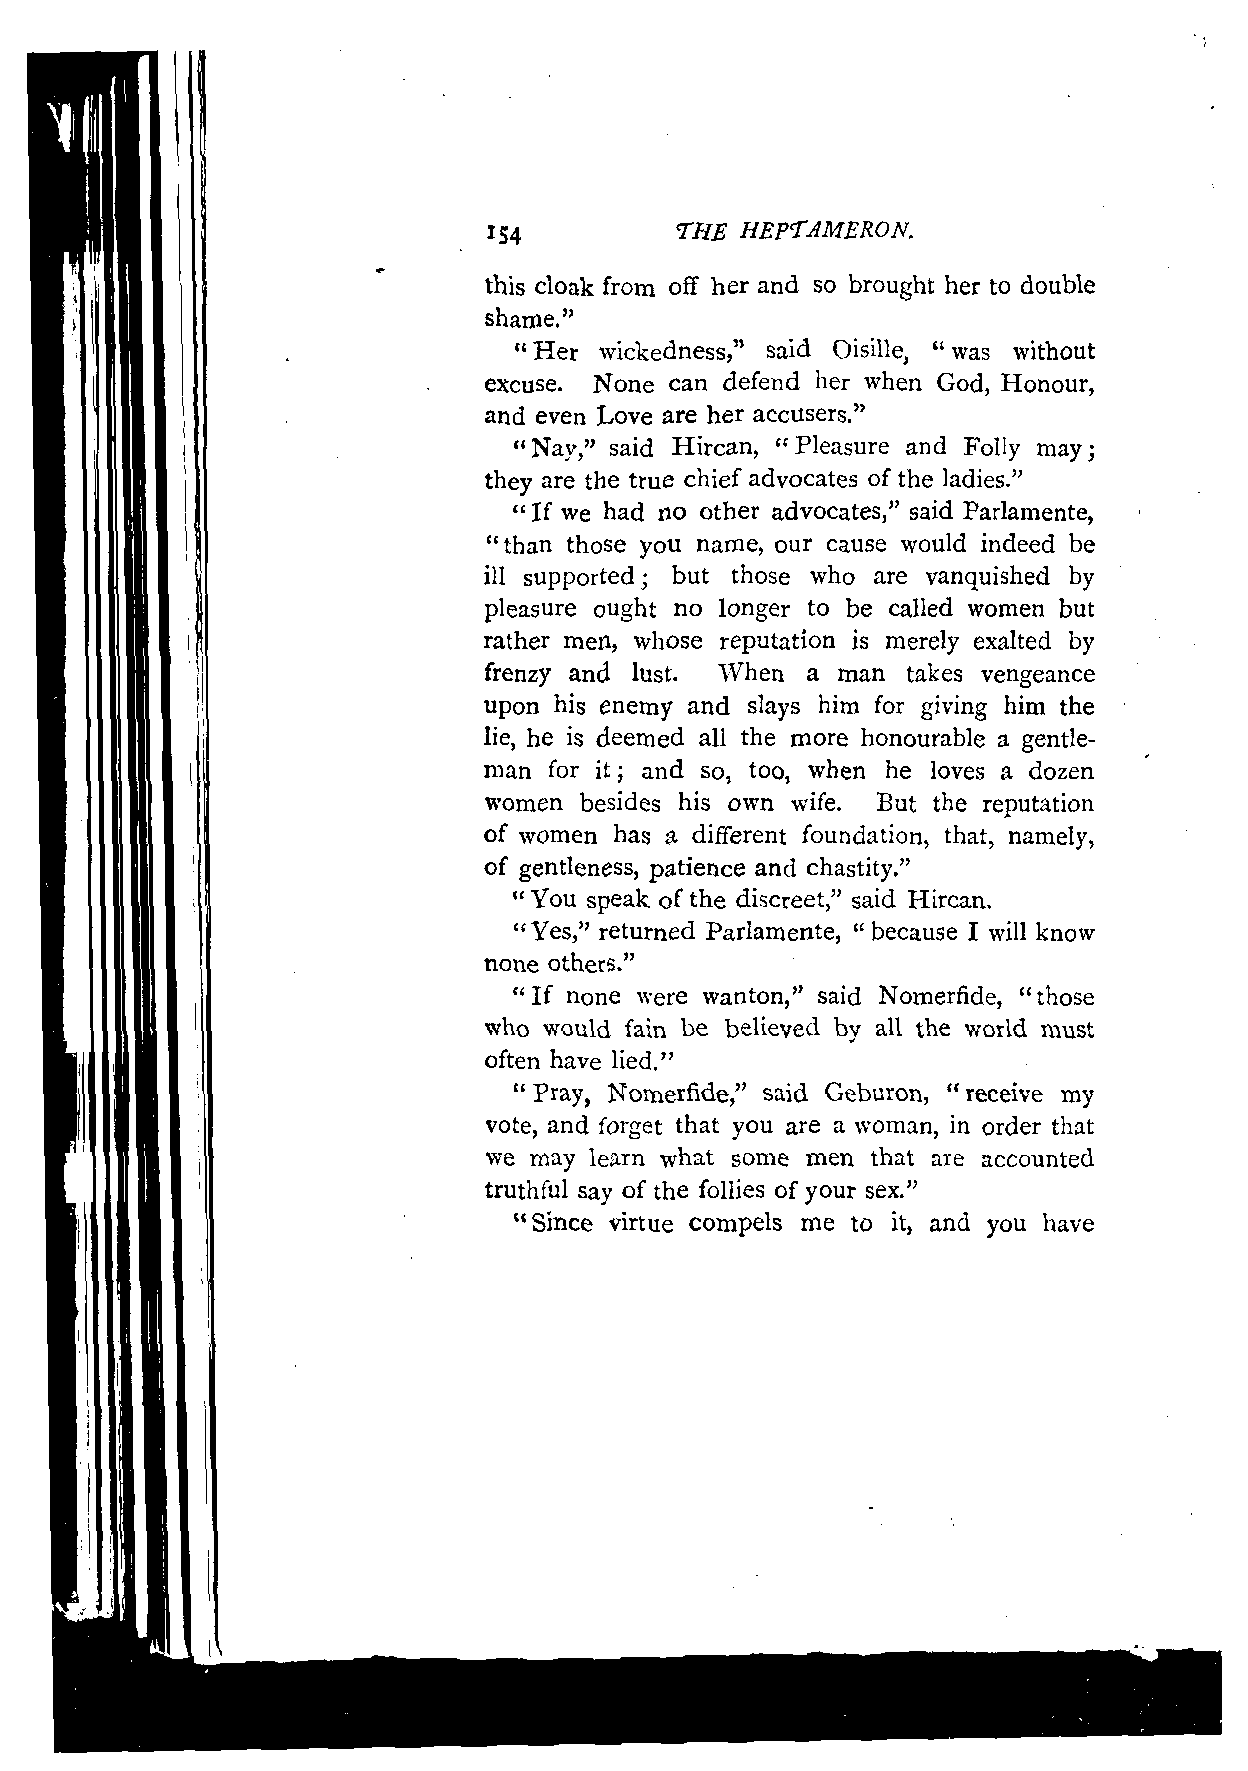 154 THE HEPTAMERON.
this cloak from off her and so brought her to double
shame."
"Her wickedness," said Oisille, "was without
excuse. None can defend her when God, Honour,
and even Love are her accusers."
"Nay," said Hircan, "Pleasure and Folly may;
they are the true chief advocates of the ladies."
"If we had no other advocates," said Parlamente,
"than those you name, our cause would indeed be
ill supported; but those who are vanquished by
pleasure ought no longer to be called women but
rather men, whose reputation is merely exalted by
frenzy and lust. When a man takes vengeance
upon his enemy and slays him for giving him the
lie, he is deemed all the more honourable a gentle-
man for it; and so, too, when he loves a dozen
women besides his own wife. But the reputation
of women has a different foundation, that, namely,
of gentleness, patience and chastity."
"You speak of the discreet," said Hircan.
"Yes," returned Parlamente, "because I will know
none others."
"If none were wanton," said Nomerfide, "those
who would fain be believed by all the world must
often have lied."
"Pray, Nomerfide," said Geburon, "receive my
vote, and forget that you are a woman, in order that
we may learn what some men that are accounted
truthful say of the follies of your sex."
"Since virtue compels me to it, and you have